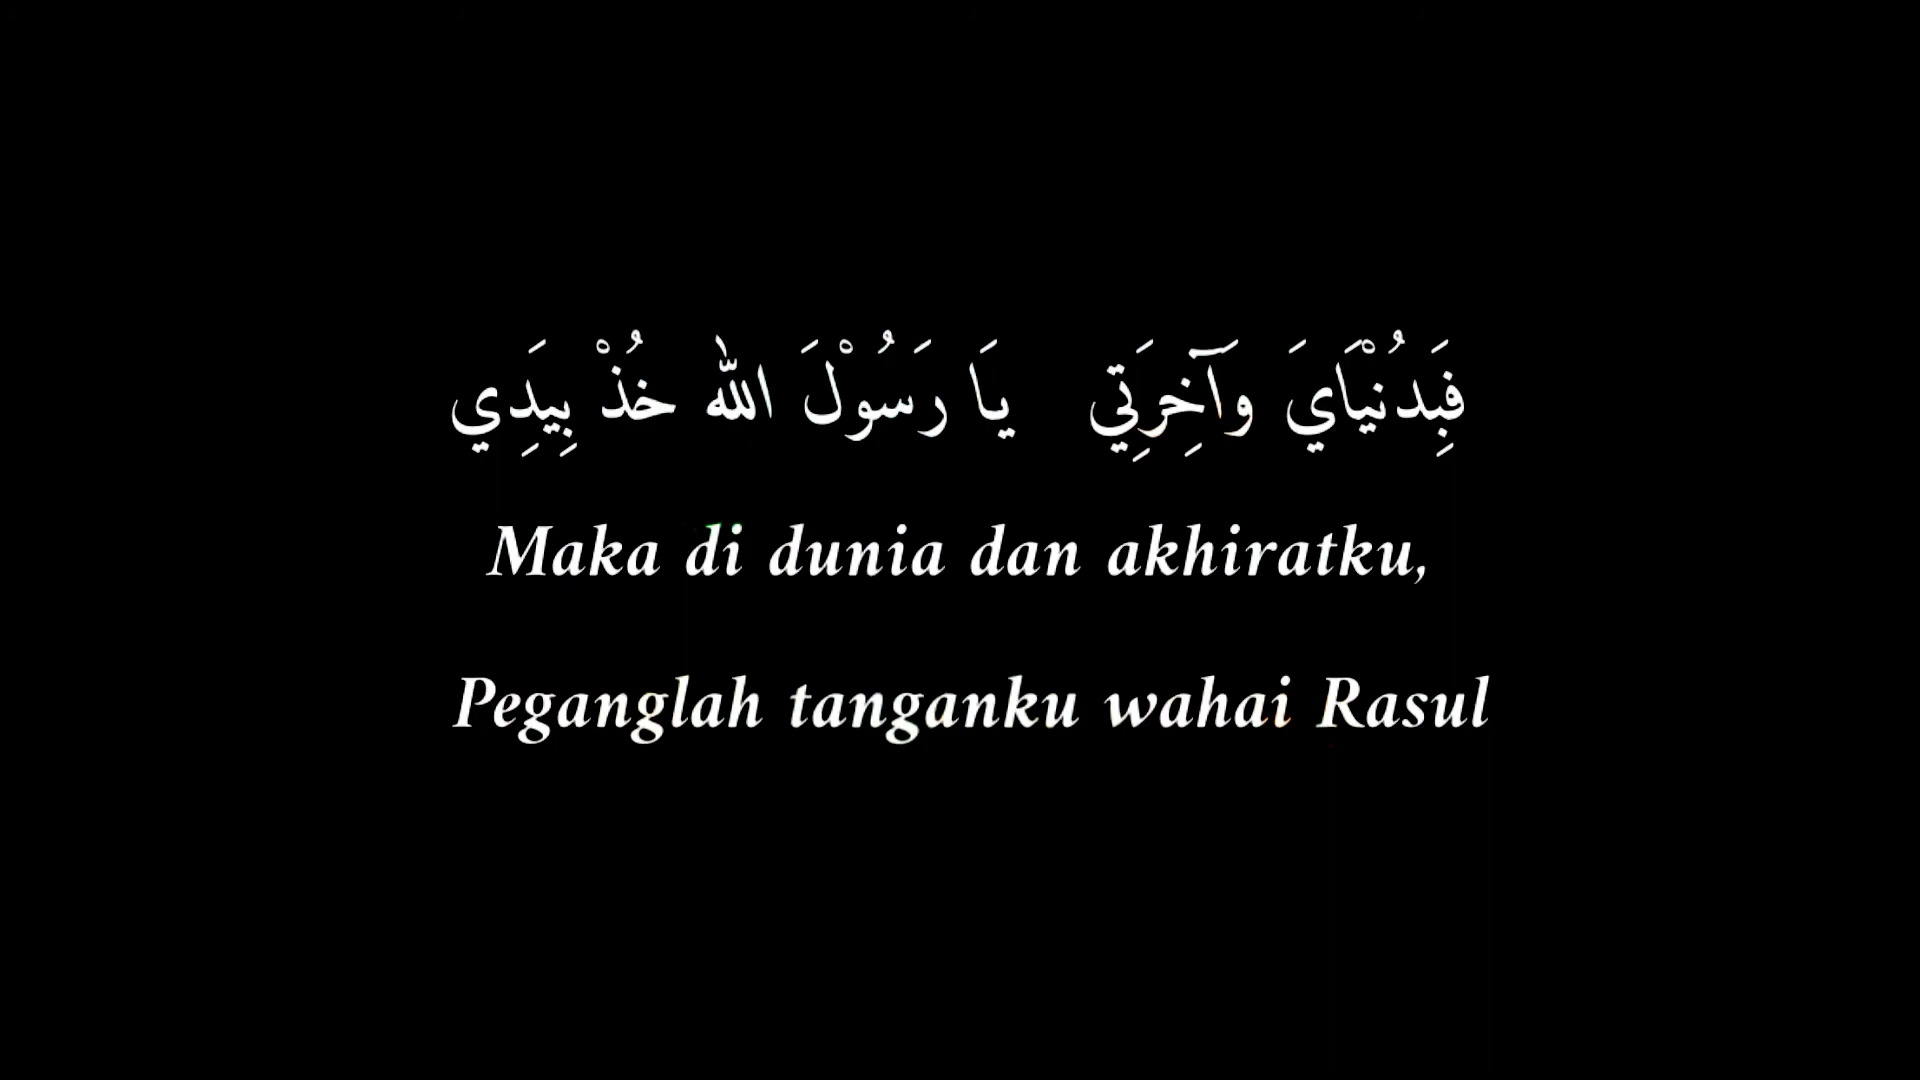 فَبِدُنْيَايَ وَآخِرَتِي يَا رَسُوْلَ الله خُذْ بِيَدِي
Maka di dunia dan akhiratku,
Peganglah tanganku wahai Rasul